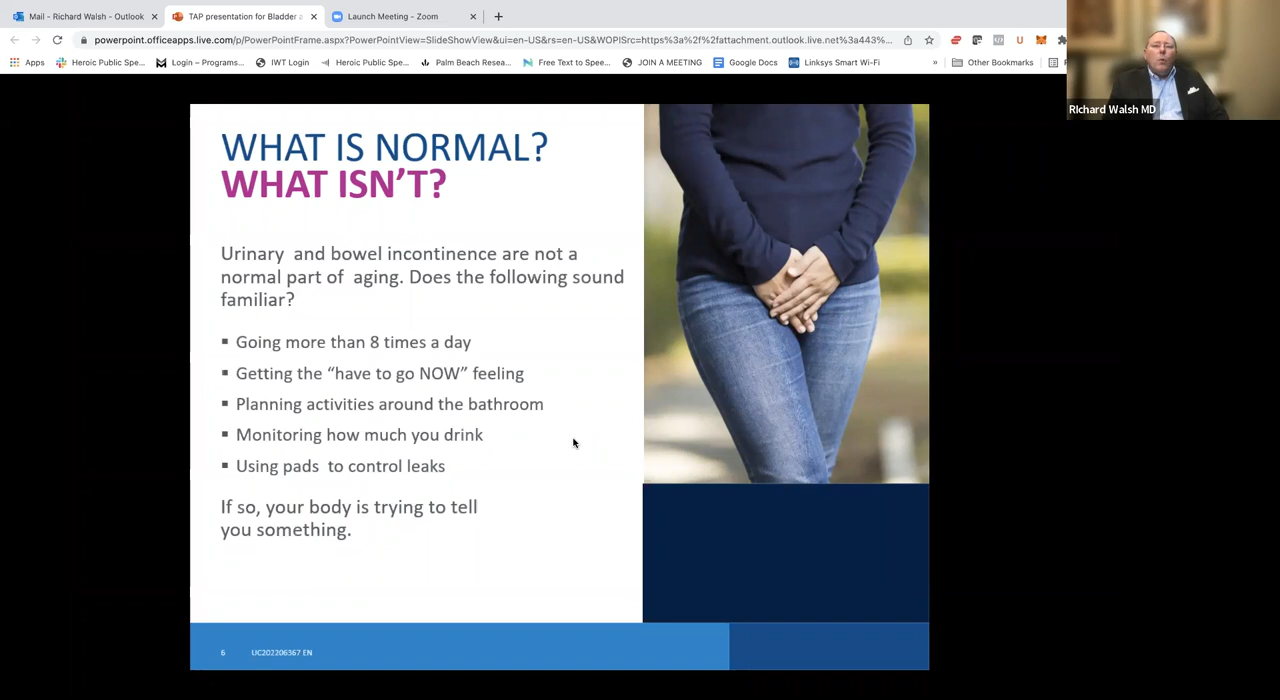 Mail - Richard Walsh - Outlook
TAP presentation for Bladder a
Launch Meeting - Zoom
powerpoint.officeapps.live.com/p/PowerPointFrame.aspx?PowerPointView=SlideShowView&ui=en-US&rs=en-US&WOPISrc=https%3a%2f%2fattachment.outlook.live.net%3a443%...
Apps
Heroic Public Spe...
Login – Programs...
IWT Login
Heroic Public Spe...
Palm Beach Resea...
Free Text to Spee...
JOIN A MEETING
Google Docs
Linksys Smart Wi-Fi
»
Other Bookmarks
RIchard Walsh MD
WHAT IS NORMAL?
WHAT ISN'T?
Urinary and bowel incontinence are not a
normal part of aging. Does the following sound
familiar?
▪ Going more than 8 times a day
▪ Getting the “have to go NOW” feeling
▪ Planning activities around the bathroom
▪ Monitoring how much you drink
▪ Using pads to control leaks
If so, your body is trying to tell
you something.
6 UC202206367 EN